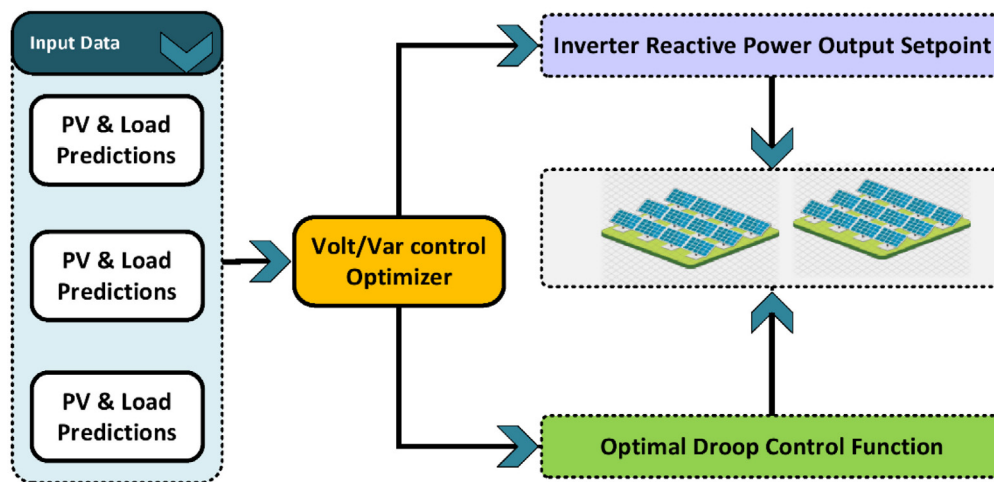 Input Data
PV & Load
Predictions
PV & Load
Predictions
PV & Load
Predictions
Volt/Var control
Optimizer
Inverter Reactive Power Output Setpoint
Optimal Droop Control Function